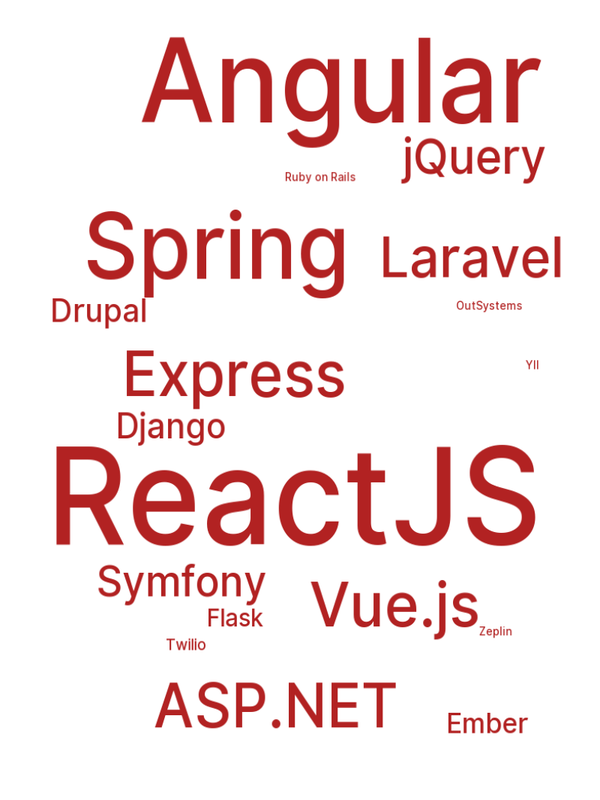 Angular
jQuery
Ruby on Rails
Spring
Laravel
Drupal
OutSystems
Express
YII
Django
ReactJS
Symfony
Vue.js
Flask
Zeplin
Twilio
ASP.NET
Ember